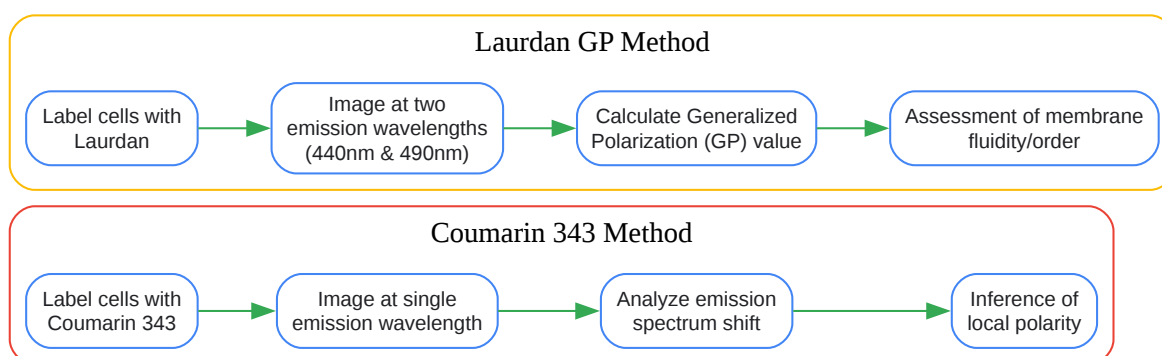 Laurdan GP Method
Label cells with
Laurdan
Image at two
emission wavelengths
(440nm & 490nm)
Calculate Generalized
Polarization (GP) value
Assessment of membrane
fluidity/order
Coumarin 343 Method
Label cells with
Coumarin 343
Image at single
emission wavelength
Analyze emission
spectrum shift
Inference of
local polarity